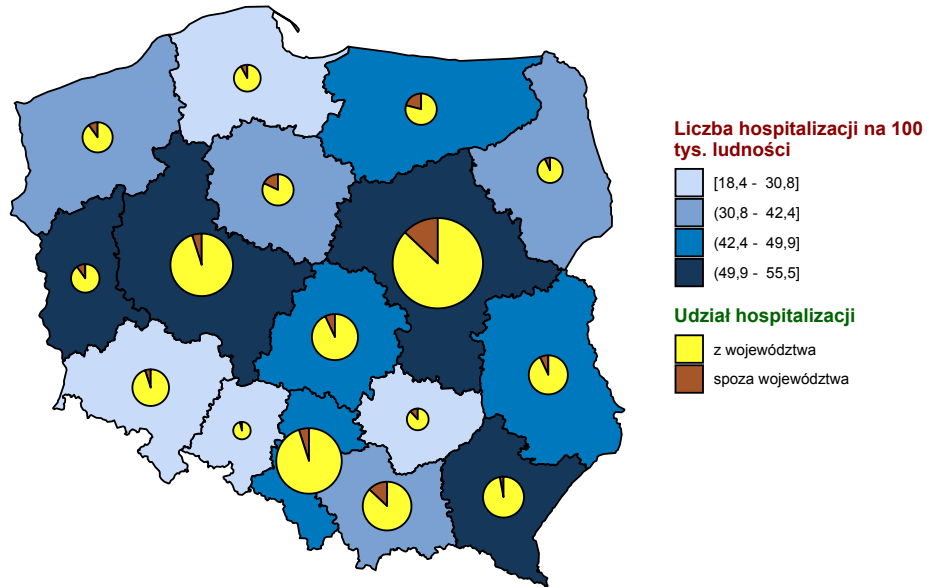 Liczba hospitalizacji na 100
tys. ludności
[18,4 - 30,8]
(30,8 - 42,4]
(42,4 - 49,9]
(49,9 - 55,5]
Udział hospitalizacji
z województwa
spoza województwa